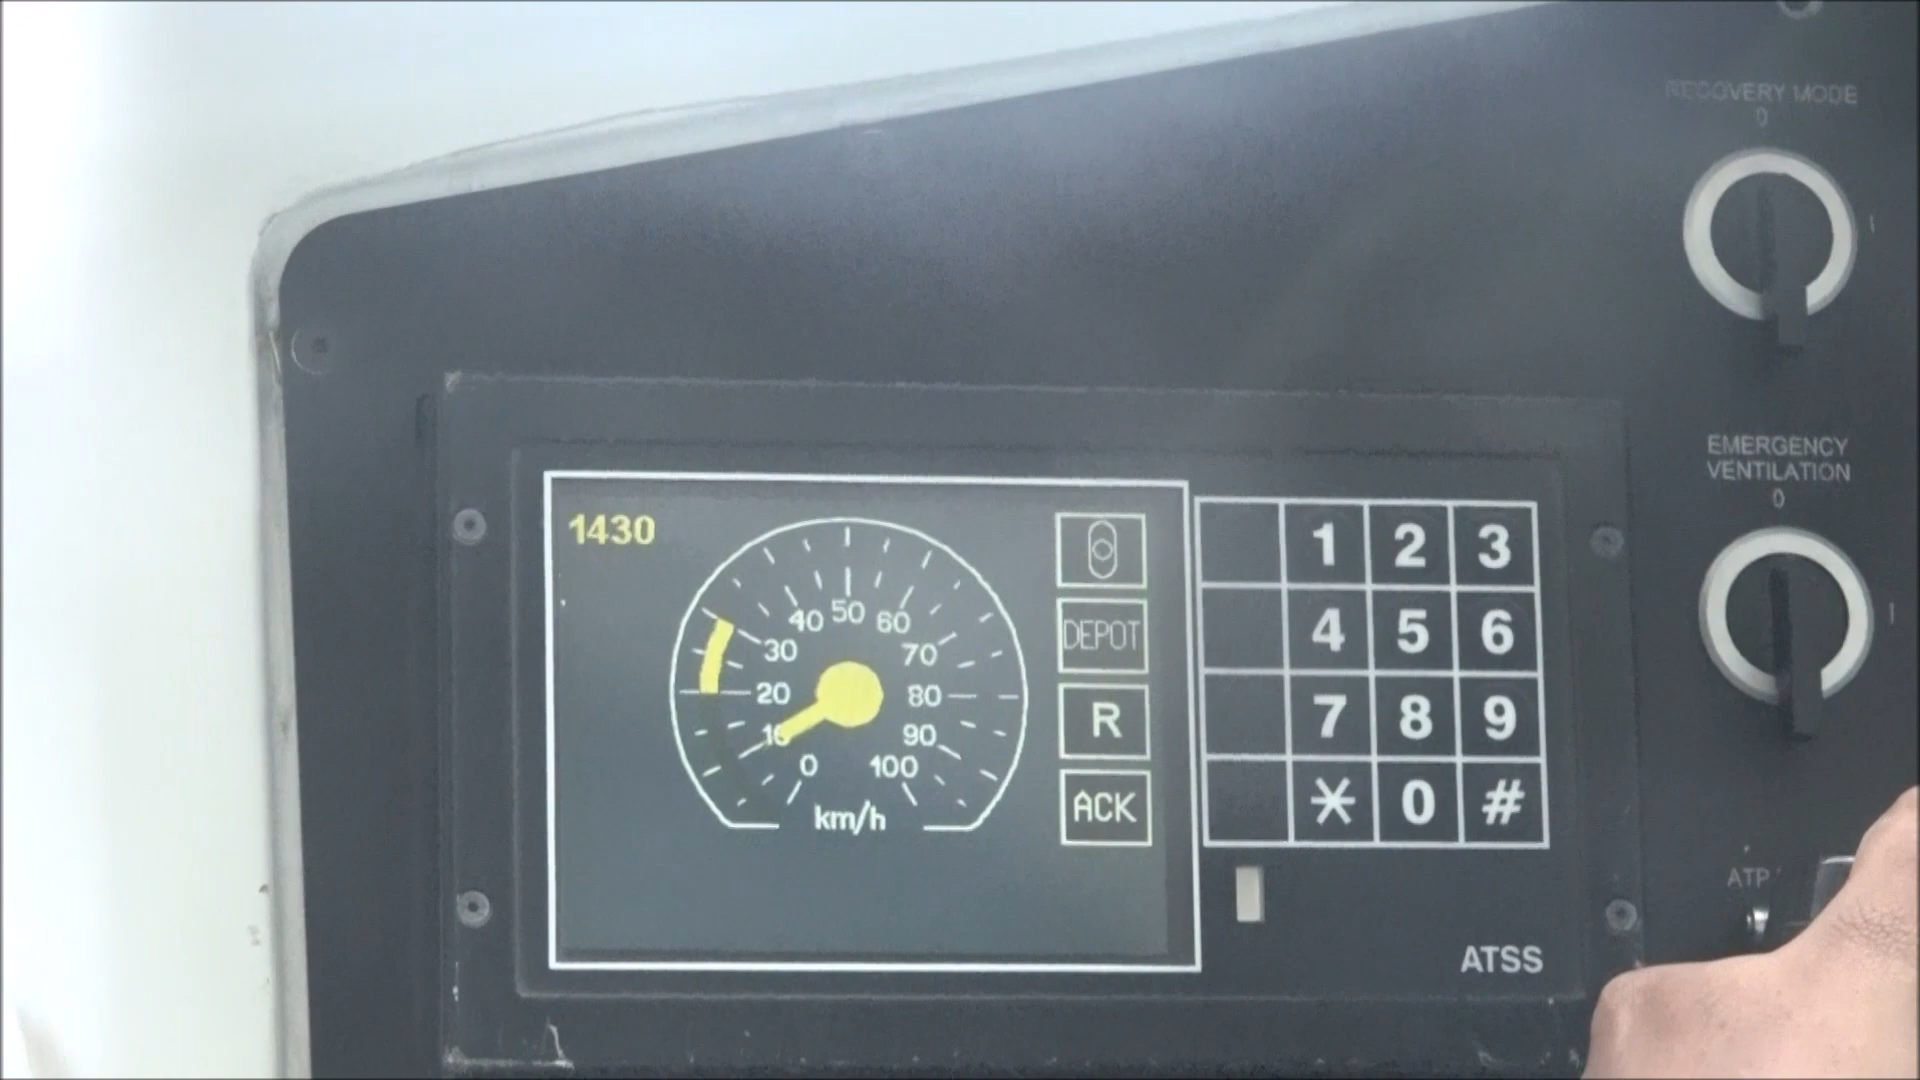 RECOVERY MODE
0
I
EMERGENCY
VENTILATION
0
I
1430
0
10
20
30
40
50
60
70
80
90
100
km/h
DEPOT
R
ACK
1 2 3
4 5 6
7 8 9
* 0 #
ATP
ATSS